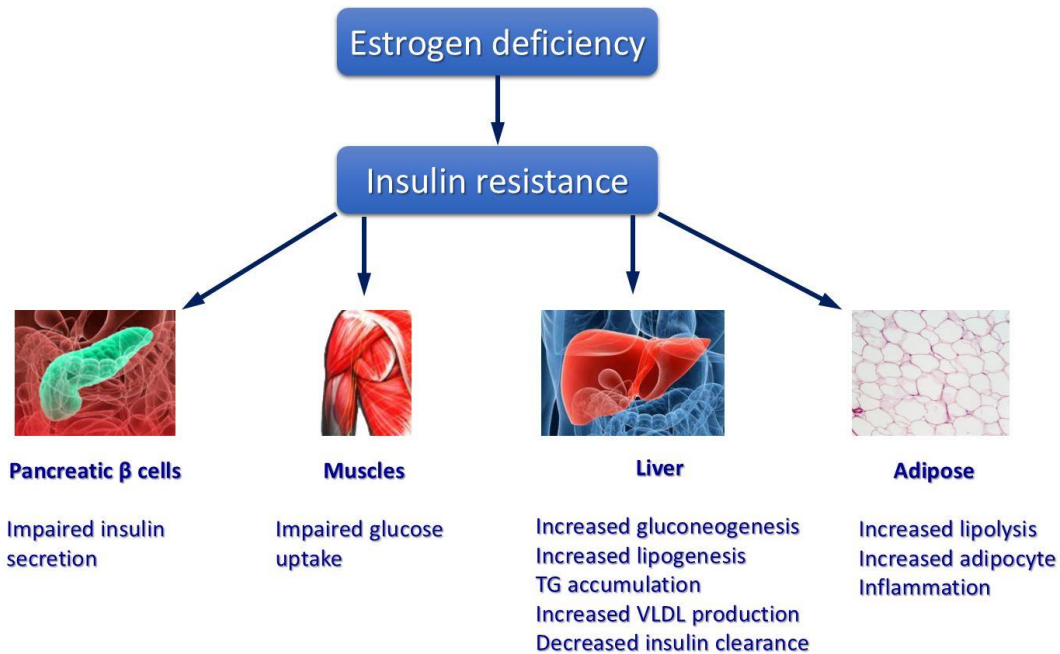 Estrogen deficiency
Insulin resistance
Pancreatic β cells
Impaired insulin
secretion
Muscles
Impaired glucose
uptake
Liver
Increased gluconeogenesis
Increased lipogenesis
TG accumulation
Increased VLDL production
Decreased insulin clearance
Adipose
Increased lipolysis
Increased adipocyte
Inflammation